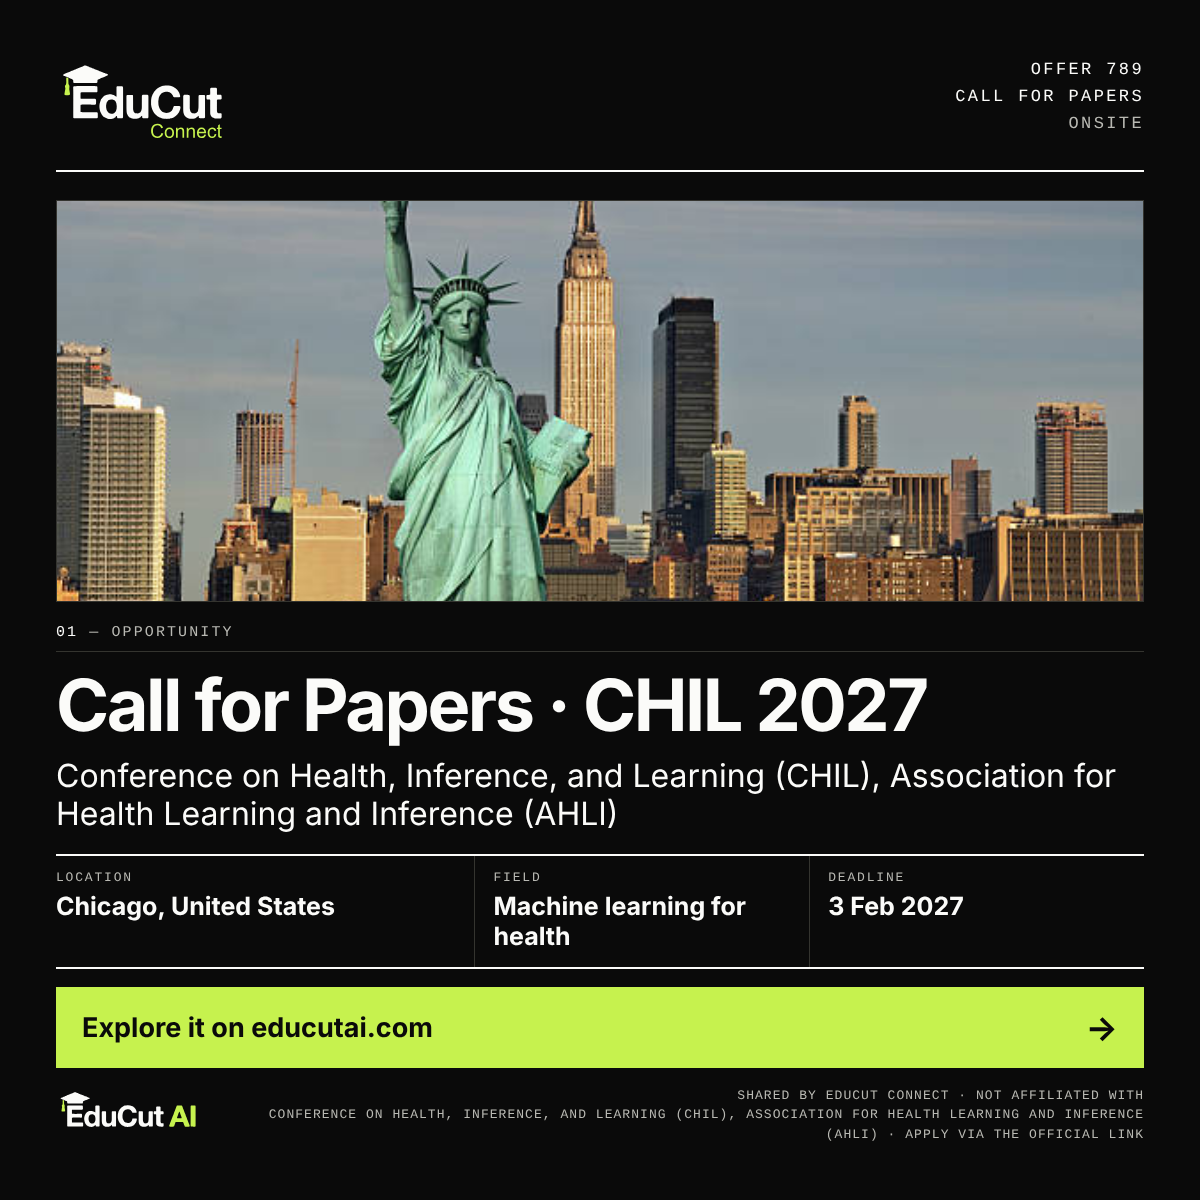 EduCut
Connect
OFFER 789
CALL FOR PAPERS
ONSITE
01 — OPPORTUNITY
Call for Papers · CHIL 2027
Conference on Health, Inference, and Learning (CHIL), Association for
Health Learning and Inference (AHLI)
LOCATION
Chicago, United States
FIELD
Machine learning for
health
DEADLINE
3 Feb 2027
Explore it on educutai.com
→
EduCut AI
SHARED BY EDUCUT CONNECT · NOT AFFILIATED WITH
CONFERENCE ON HEALTH, INFERENCE, AND LEARNING (CHIL), ASSOCIATION FOR HEALTH LEARNING AND INFERENCE
(AHLI) · APPLY VIA THE OFFICIAL LINK